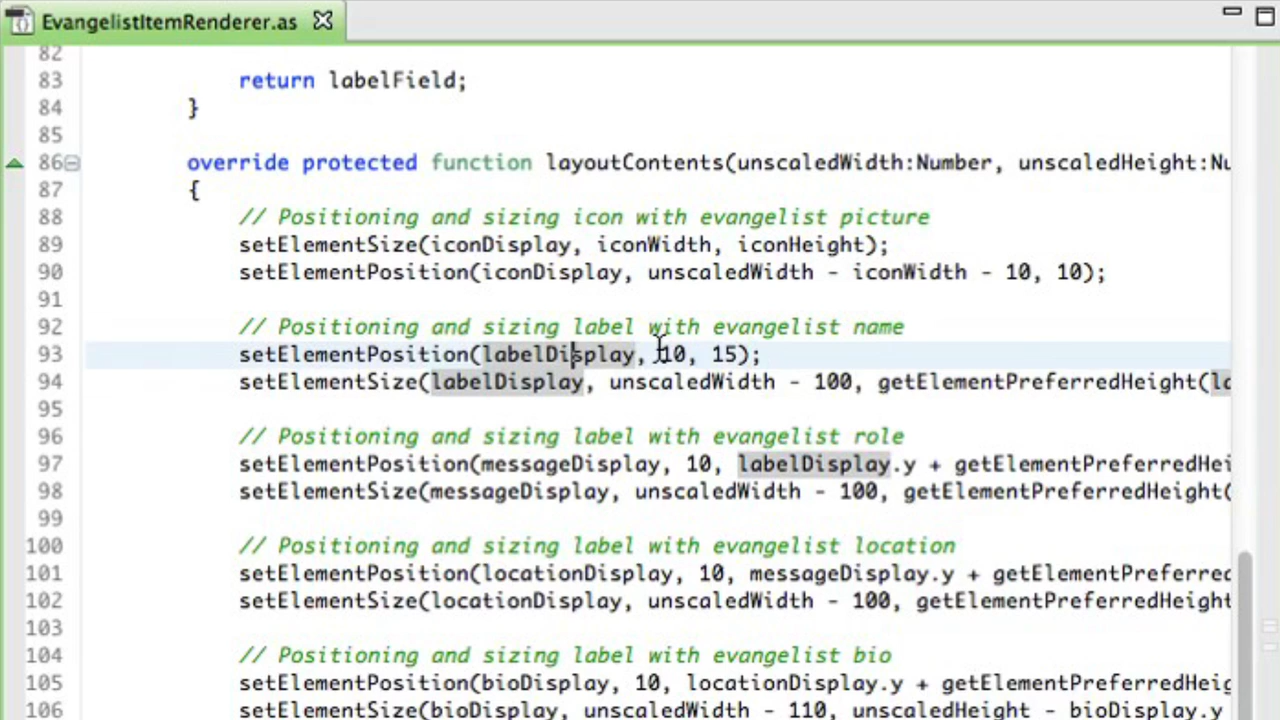 EvangelistItemRenderer.as
82
83 return labelField;
84 }
85
86 override protected function layoutContents(unscaledWidth:Number, unscaledHeight:Nu
87 {
88 // Positioning and sizing icon with evangelist picture
89 setElementSize(iconDisplay, iconWidth, iconHeight);
90 setElementPosition(iconDisplay, unscaledWidth - iconWidth - 10, 10);
91
92 // Positioning and sizing label with evangelist name
93 setElementPosition(labelDisplay, 10, 15);
94 setElementSize(labelDisplay, unscaledWidth - 100, getElementPreferredHeight(la
95
96 // Positioning and sizing label with evangelist role
97 setElementPosition(messageDisplay, 10, labelDisplay.y + getElementPreferredHei
98 setElementSize(messageDisplay, unscaledWidth - 100, getElementPreferredHeight(
99
100 // Positioning and sizing label with evangelist location
101 setElementPosition(locationDisplay, 10, messageDisplay.y + getElementPreferred
102 setElementSize(locationDisplay, unscaledWidth - 100, getElementPreferredHeight
103
104 // Positioning and sizing label with evangelist bio
105 setElementPosition(bioDisplay, 10, locationDisplay.y + getElementPreferredHeig
106 setElementSize(bioDisplay, unscaledWidth - 110, unscaledHeight - bioDisplay.y